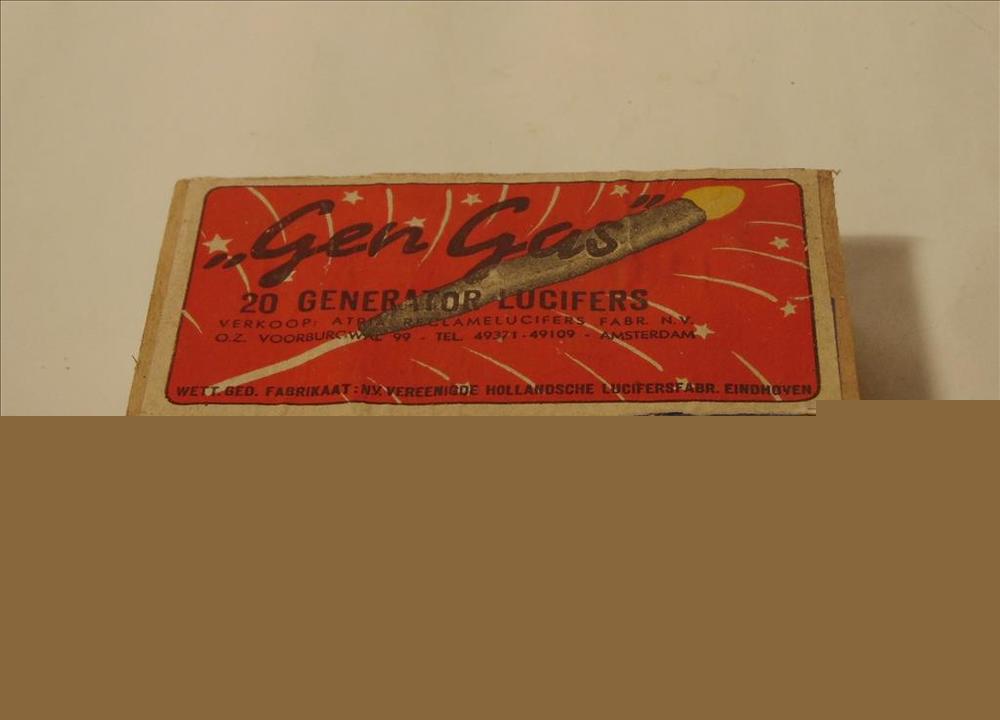 „Gen Gas”
20 GENERATOR LUCIFERS
VERKOOP: ATRIA RECLAMELUCIFERS FABR. N.V.
O.Z. VOORBURGWAL 99 - TEL. 49371-49109 - AMSTERDAM
WETT. GED. FABRIKAAT: N.V. VEREENIGDE HOLLANDSCHE LUCIFERSFABR. EINDHOVEN